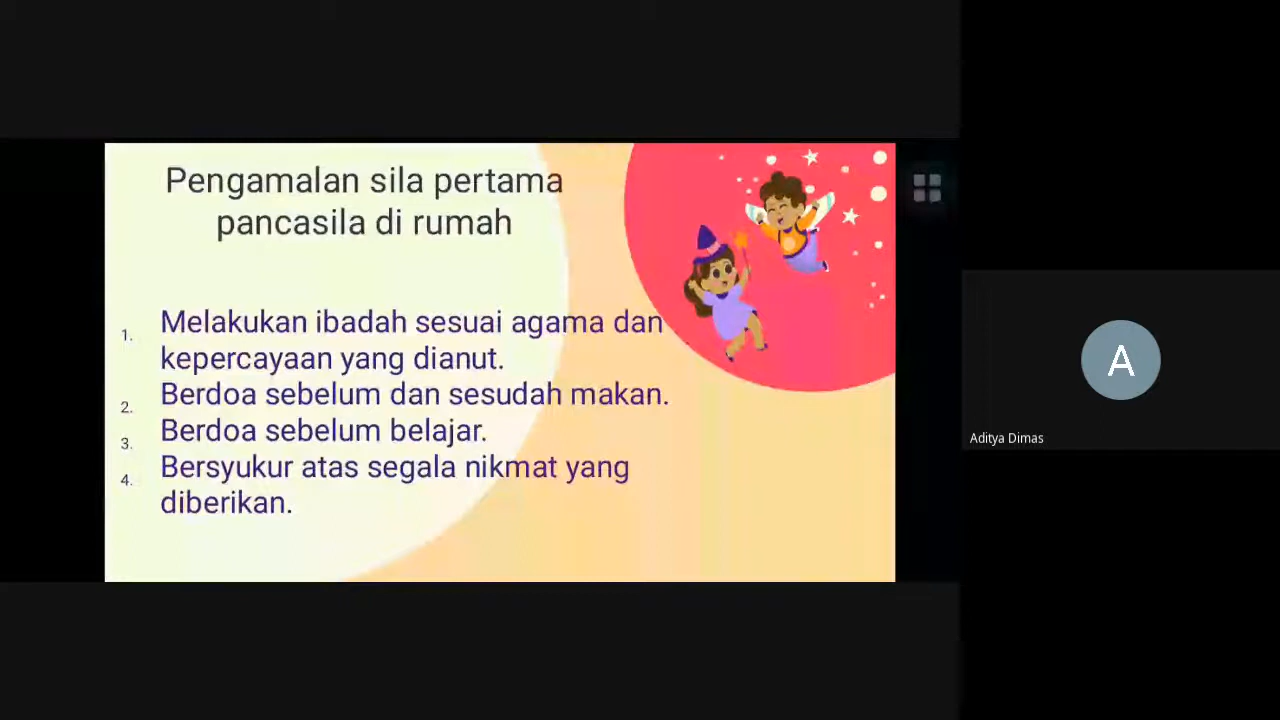 Pengamalan sila pertama
pancasila di rumah
1. Melakukan ibadah sesuai agama dan
kepercayaan yang dianut.
2. Berdoa sebelum dan sesudah makan.
3. Berdoa sebelum belajar.
4. Bersyukur atas segala nikmat yang
diberikan.
A
Aditya Dimas